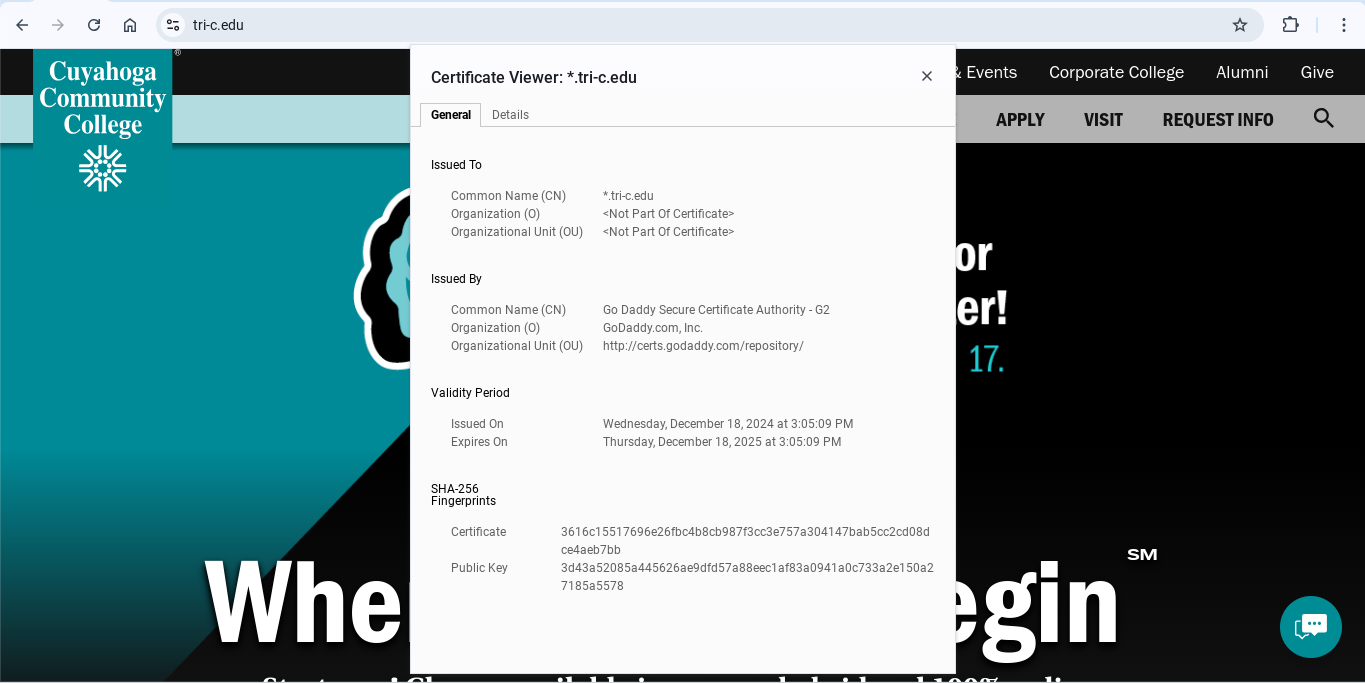 tri-c.edu
Cuyahoga
Community
College
®
& Events
Corporate College
Alumni
Give
APPLY
VISIT
REQUEST INFO
Certificate Viewer: *.tri-c.edu
General
Details
Issued To
Common Name (CN) *.tri-c.edu
Organization (O) <Not Part Of Certificate>
Organizational Unit (OU) <Not Part Of Certificate>
Issued By
Common Name (CN) Go Daddy Secure Certificate Authority - G2
Organization (O) GoDaddy.com, Inc.
Organizational Unit (OU) http://certs.godaddy.com/repository/
Validity Period
Issued On Wednesday, December 18, 2024 at 3:05:09 PM
Expires On Thursday, December 18, 2025 at 3:05:09 PM
SHA-256
Fingerprints
Certificate 3616c15517696e26fbc4b8cb987f3cc3e757a304147bab5cc2cd08d
ce4aeb7bb
Public Key 3d43a52085a445626ae9dfd57a88eec1af83a0941a0c733a2e150a2
7185a5578
or
er!
17.
Whe
egin
SM